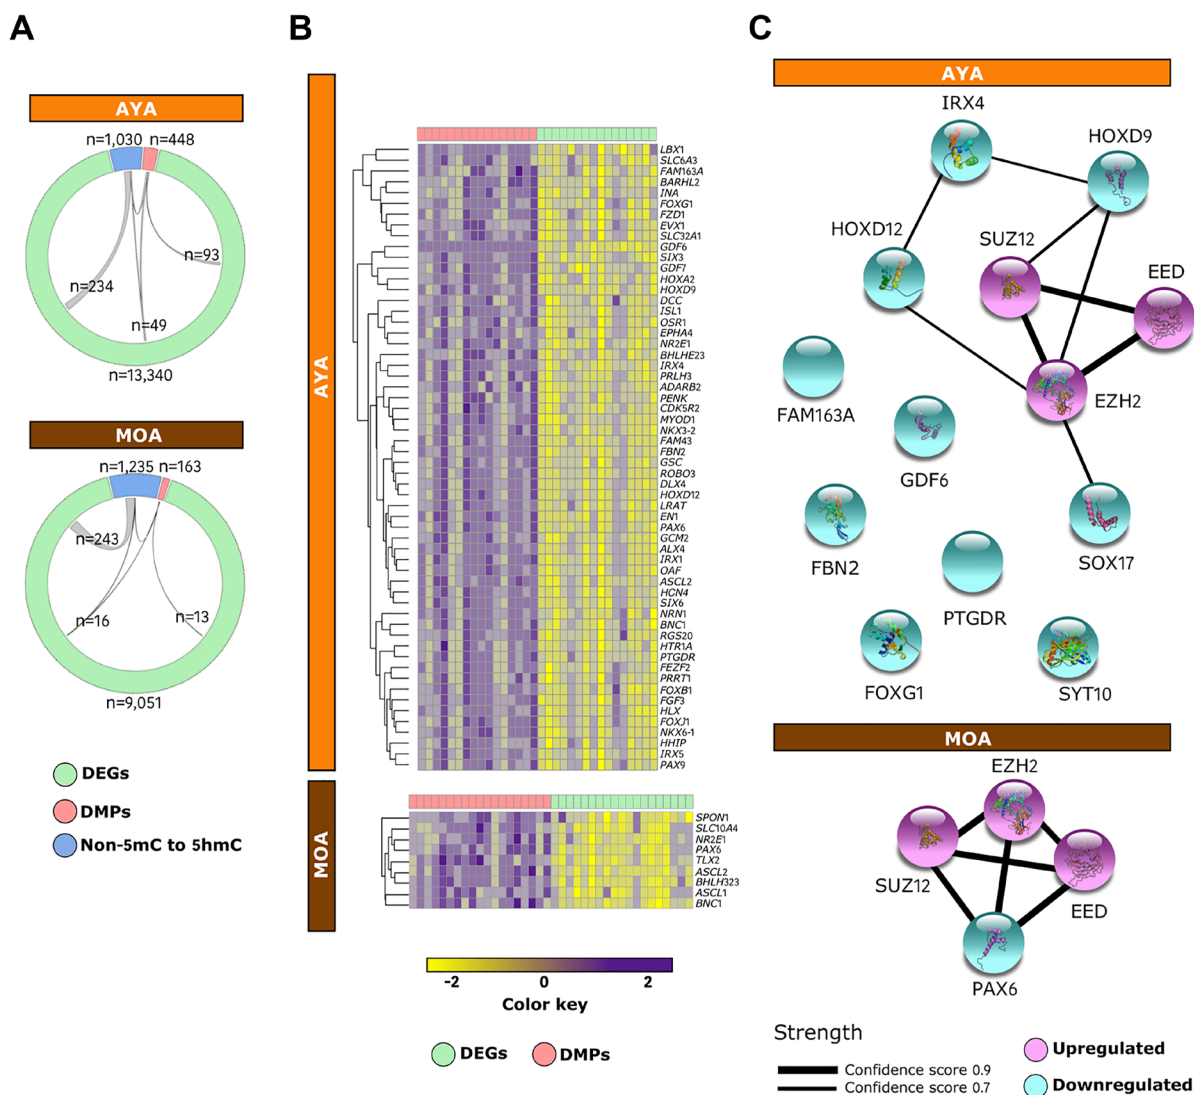 A
AYA
n=1,030
n=448
n=93
n=234
n=49
n=13,340
MOA
n=1,235
n=163
n=243
n=16
n=13
n=9,051
DEGs
DMPs
Non-5mC to 5hmC
B
AYA
LBX1
SLC6A3
FAM163A
BARHL2
INA
FOXG1
FZD1
EVX1
SLC32A1
GDF6
SIX3
GDF7
HOXA2
HOXD9
DCC
ISL1
OSR1
EPHA4
NR2E1
BHLHE23
IRX4
PRLH3
ADARB2
PENK
CDK5R2
MYOD1
NKX3-2
FAM43
FBN2
GSC
ROBO3
DLX4
HOXD12
LRAT
EN1
PAX6
GCM2
ALX4
IRX1
OAF
ASCL2
HCN4
SIX6
NRN1
BNC1
RGS20
HTR1A
PTGDR
FEZF2
PRRT1
FOXB1
FGF3
HLX
FOXJ1
NKX6-1
HHIP
IRX5
PAX9
MOA
SPON1
SLC10A4
NR2E1
PAX6
TLX2
ASCL2
BHLH323
ASCL1
BNC1
-2
0
2
Color key
DEGs
DMPs
C
AYA
IRX4
HOXD9
HOXD12
SUZ12
EED
FAM163A
EZH2
GDF6
FBN2
SOX17
PTGDR
FOXG1
SYT10
MOA
EZH2
SUZ12
EED
PAX6
Strength
Confidence score 0.9
Confidence score 0.7
Upregulated
Downregulated